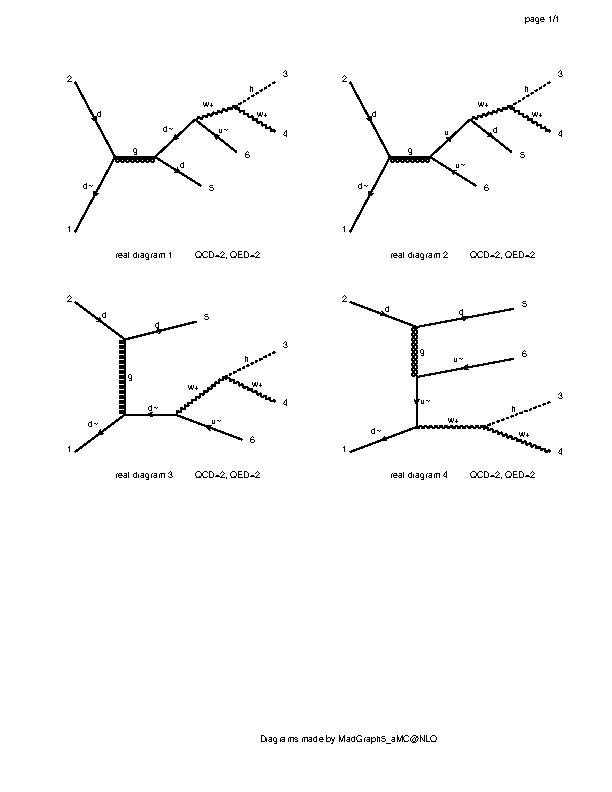 page 1/1
2 d d~ 1 g d~ d 5 u~ 6 w+ h 3 w+ 4
real diagram 1 QCD=2, QED=2
2 d d~ 1 g u u~ 6 d 5 w+ h 3 w+ 4
real diagram 2 QCD=2, QED=2
2 d d 5 g d~ 1 d~ u~ 6 w+ h 3 w+ 4
real diagram 3 QCD=2, QED=2
2 d d 5 g u~ 6 u~ d~ 1 w+ h 3 w+ 4
real diagram 4 QCD=2, QED=2
Diagrams made by MadGraph5_aMC@NLO